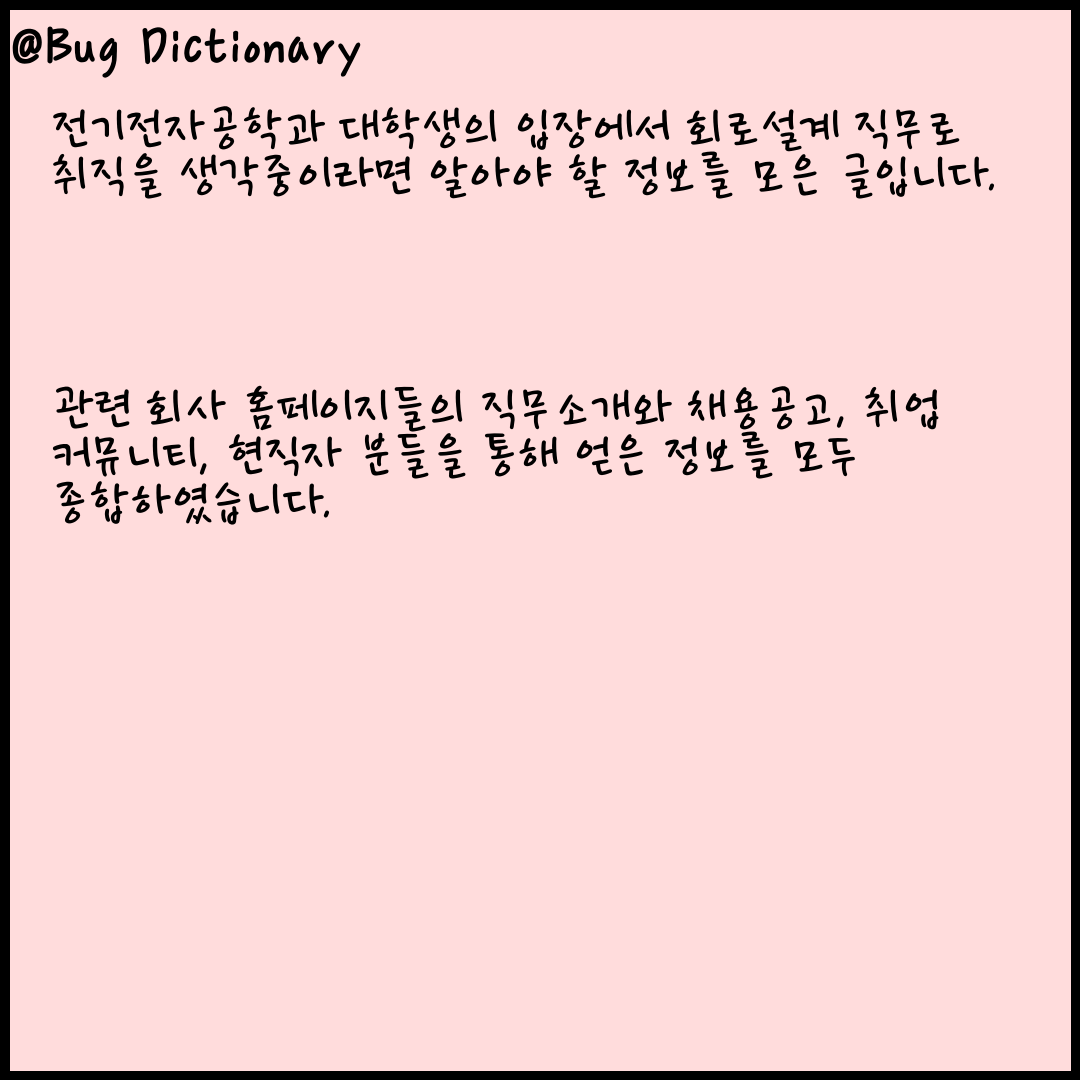 @Bug Dictionary
전기전자공학과 대학생의 입장에서 회로설계 직무로
취직을 생각중이라면 알아야 할 정보를 모은 글입니다.
관련 회사 홈페이지들의 직무소개와 채용공고, 취업
커뮤니티, 현직자 분들을 통해 얻은 정보를 모두
종합하였습니다.